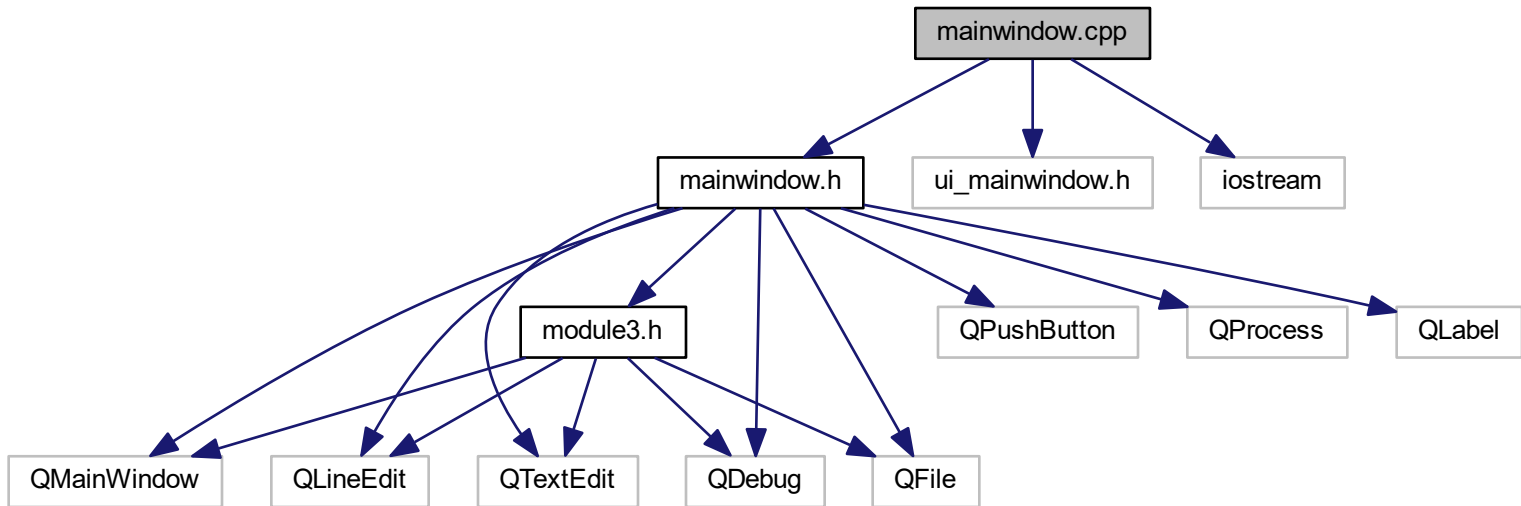 mainwindow.cpp
mainwindow.h
ui_mainwindow.h
iostream
module3.h
QPushButton
QProcess
QLabel
QMainWindow
QLineEdit
QTextEdit
QDebug
QFile